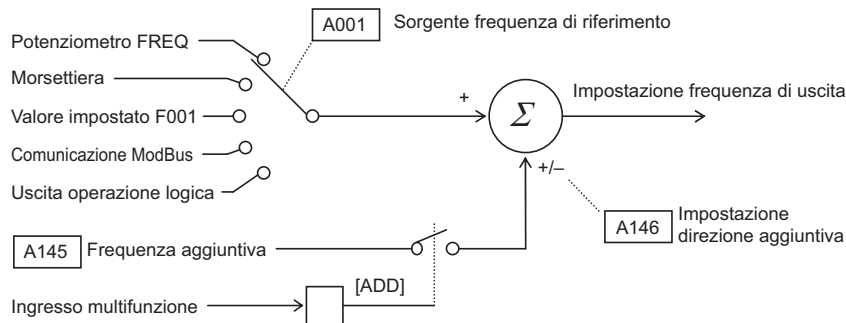 A001
Sorgente frequenza di riferimento
Potenziometro FREQ
Morsettiera
Valore impostato F001
Comunicazione ModBus
Uscita operazione logica
+
Σ
Impostazione frequenza di uscita
+/–
A146
Impostazione
direzione aggiuntiva
A145
Frequenza aggiuntiva
Ingresso multifunzione
[ADD]